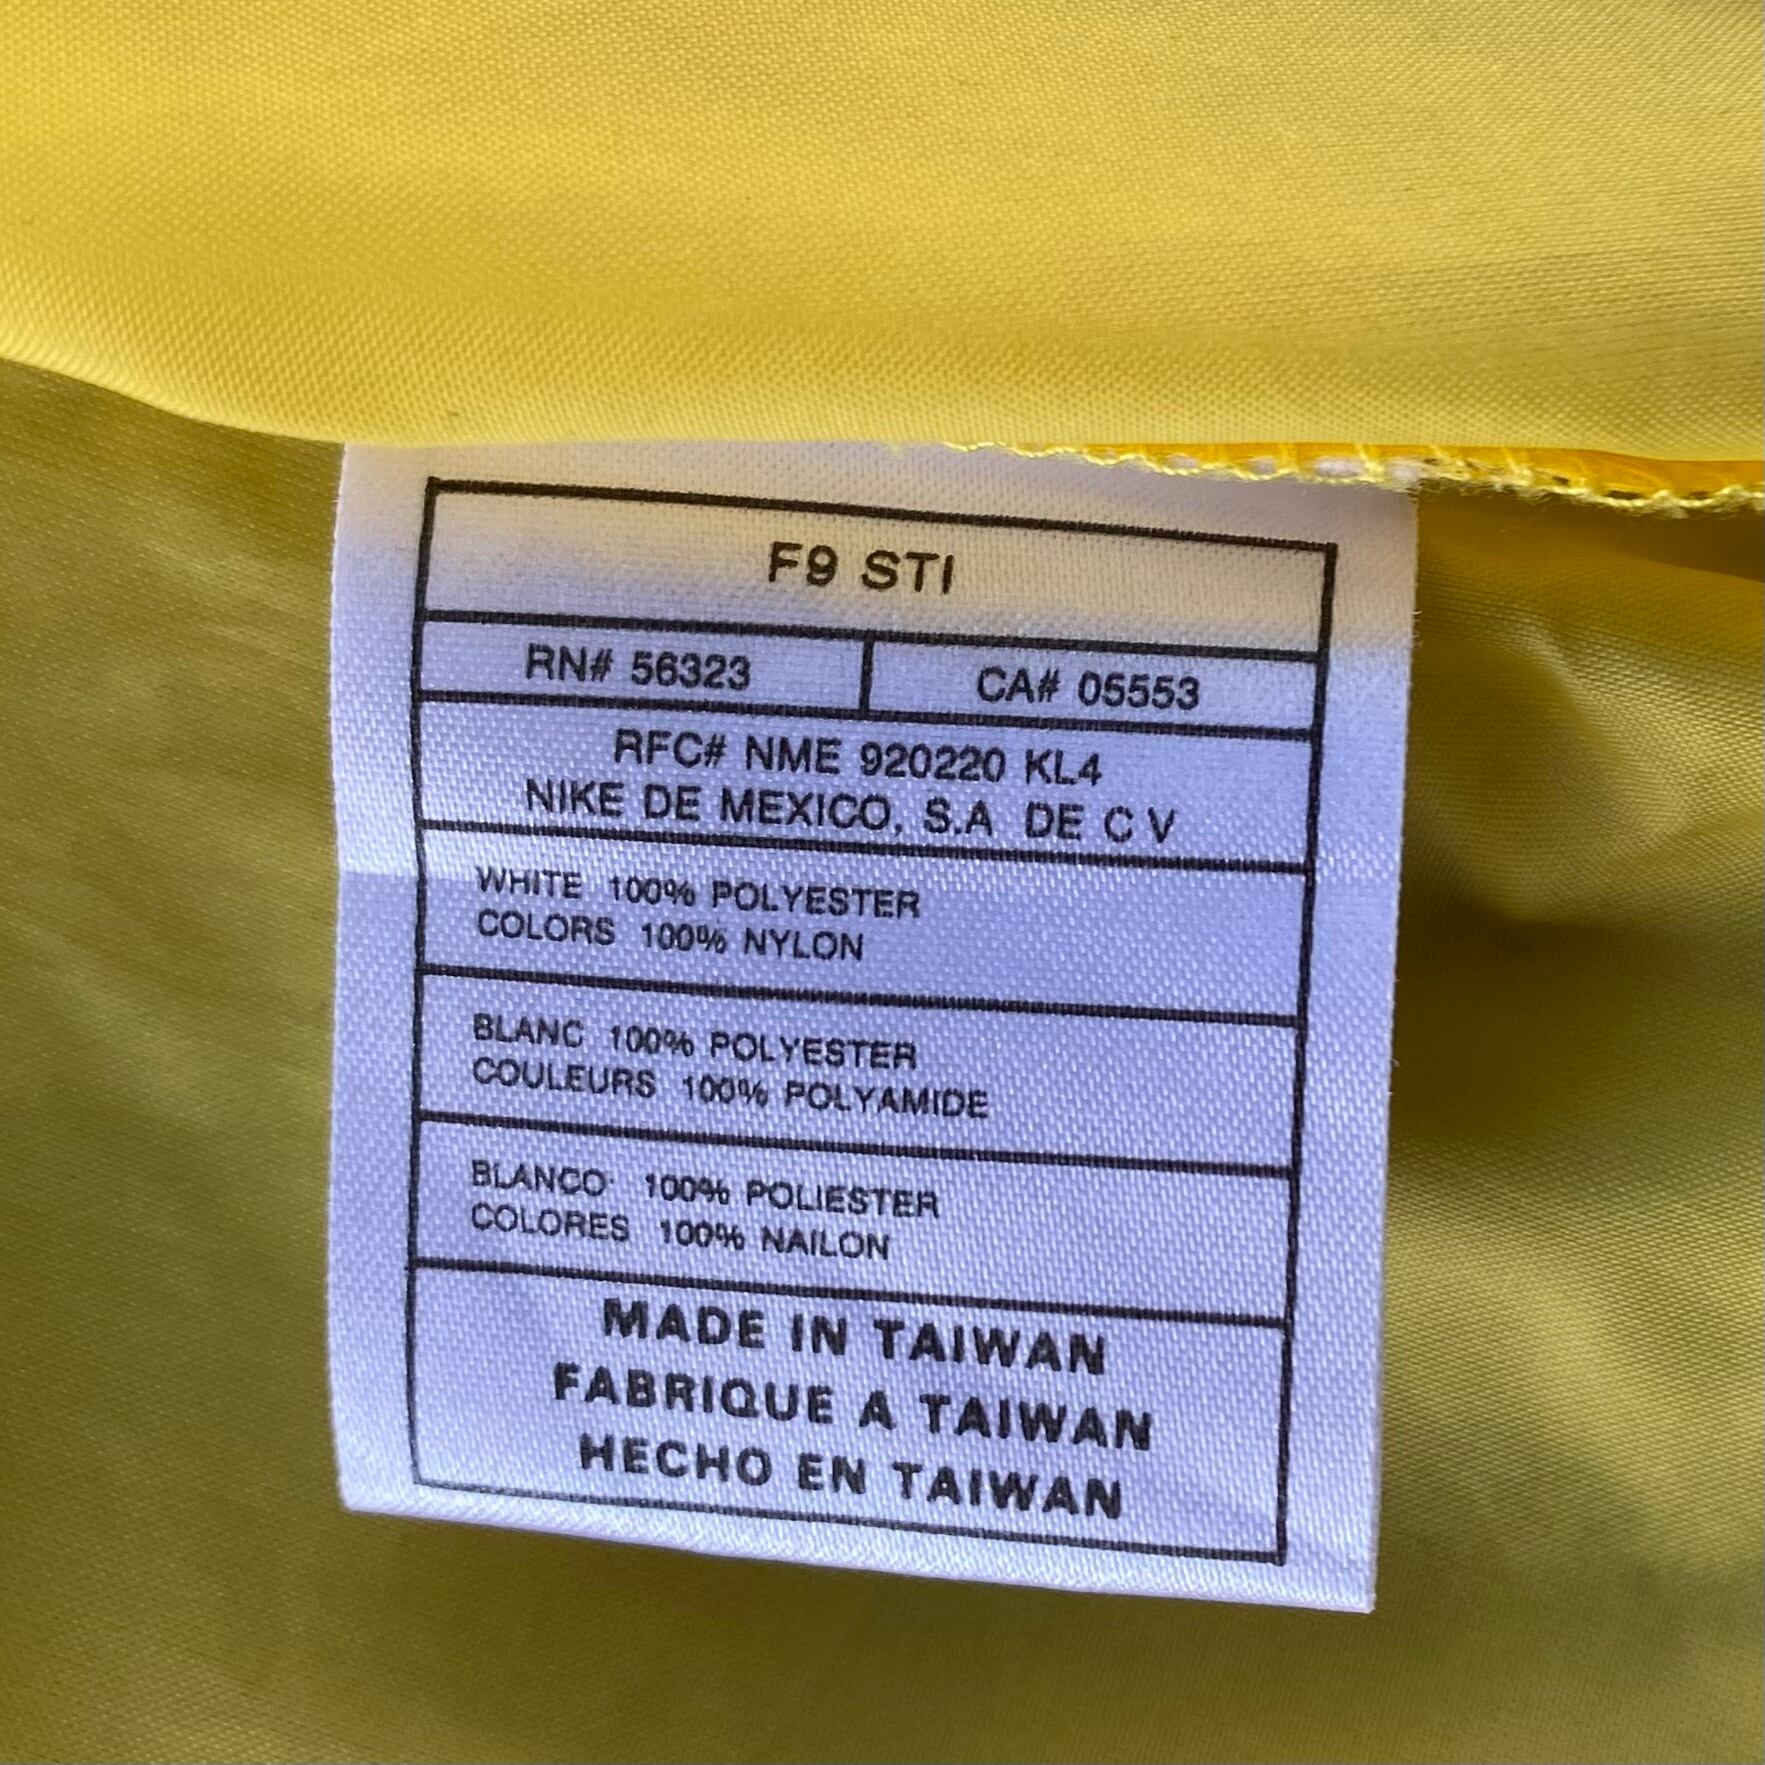 F9 STI
RN# 56323 CA# 05553
RFC# NME 920220 KL4
NIKE DE MEXICO, S.A DE C V
WHITE 100% POLYESTER
COLORS 100% NYLON
BLANC 100% POLYESTER
COULEURS 100% POLYAMIDE
BLANCO 100% POLIESTER
COLORES 100% NAILON
MADE IN TAIWAN
FABRIQUE A TAIWAN
HECHO EN TAIWAN